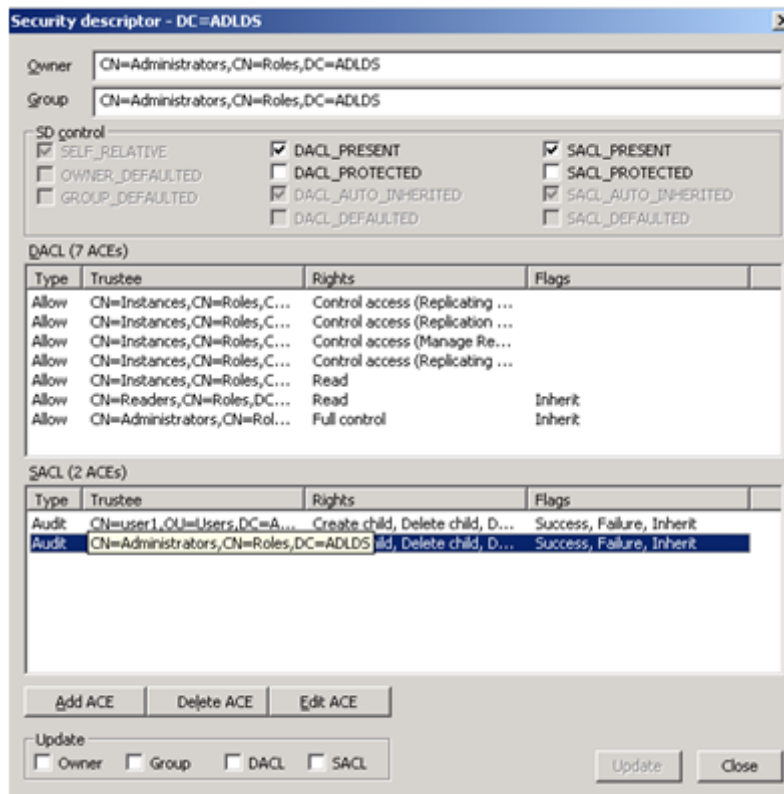 Security descriptor - DC=ADLDS
Owner CN=Administrators,CN=Roles,DC=ADLDS
Group CN=Administrators,CN=Roles,DC=ADLDS
SD control
SELF_RELATIVE DACL_PRESENT SACL_PRESENT
OWNER_DEFAULTED DACL_PROTECTED SACL_PROTECTED
GROUP_DEFAULTED DACL_AUTO_INHERITED SACL_AUTO_INHERITED
DACL_DEFAULTED SACL_DEFAULTED
DACL (7 ACEs)
Type Trustee Rights Flags
Allow CN=Instances,CN=Roles,C... Control access (Replicating ...
Allow CN=Instances,CN=Roles,C... Control access (Replication ...
Allow CN=Instances,CN=Roles,C... Control access (Manage Re...
Allow CN=Instances,CN=Roles,C... Control access (Replicating ...
Allow CN=Instances,CN=Roles,C... Read
Allow CN=Readers,CN=Roles,DC... Read Inherit
Allow CN=Administrators,CN=Rol... Full control Inherit
SACL (2 ACEs)
Type Trustee Rights Flags
Audit CN=user1,OU=Users,DC=A... Create child, Delete child, D... Success, Failure, Inherit
Audit CN=Administrators,CN=Roles,DC=ADLDS ild, Delete child, D... Success, Failure, Inherit
Add ACE Delete ACE Edit ACE
Update
Owner Group DACL SACL Update Close